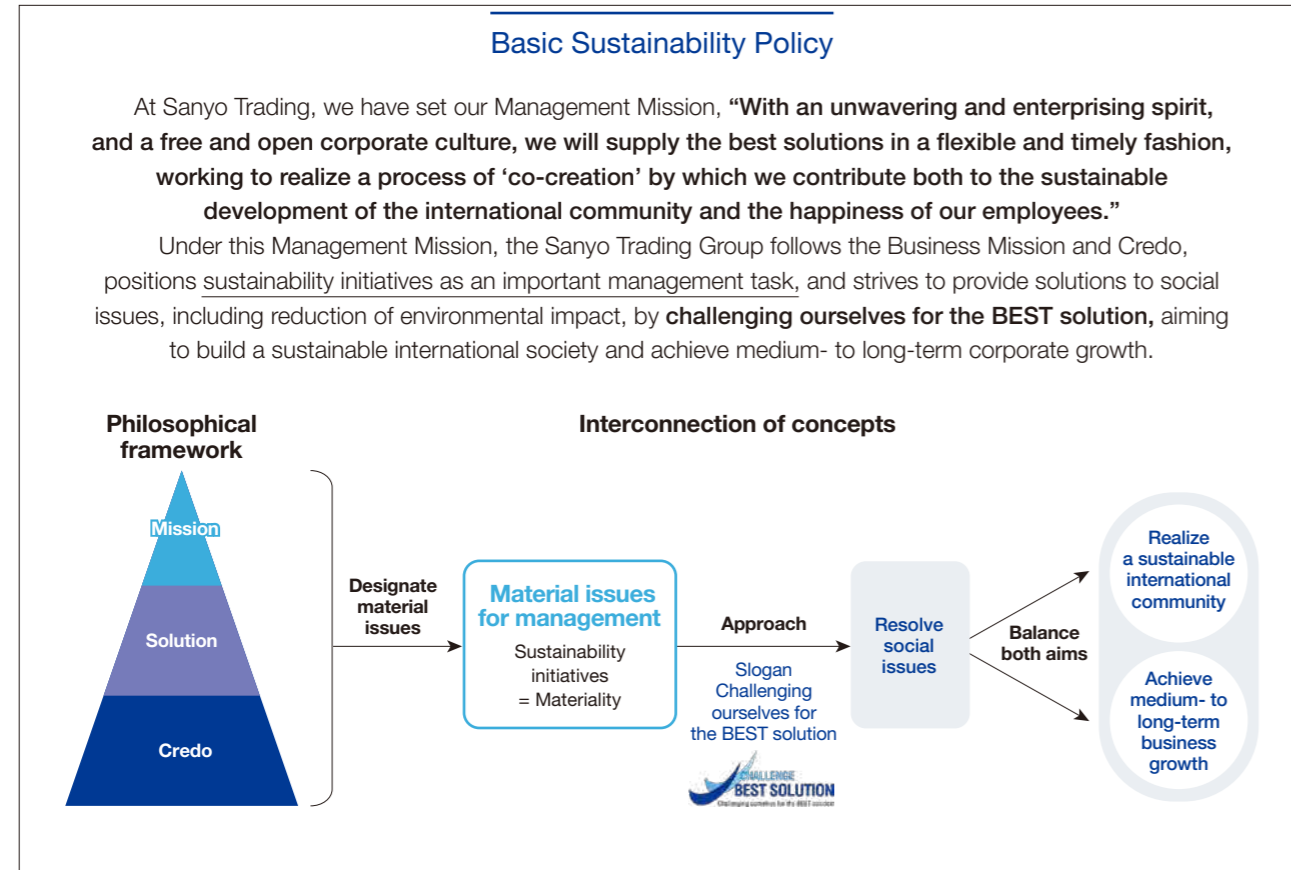 Basic Sustainability Policy
At Sanyo Trading, we have set our Management Mission, “With an unwavering and enterprising spirit,
and a free and open corporate culture, we will supply the best solutions in a flexible and timely fashion,
working to realize a process of ‘co-creation’ by which we contribute both to the sustainable
development of the international community and the happiness of our employees.”
Under this Management Mission, the Sanyo Trading Group follows the Business Mission and Credo,
positions sustainability initiatives as an important management task, and strives to provide solutions to social
issues, including reduction of environmental impact, by challenging ourselves for the BEST solution, aiming
to build a sustainable international society and achieve medium- to long-term corporate growth.
Philosophical
framework
Mission
Solution
Credo
Interconnection of concepts
Designate
material
issues
Material issues
for management
Sustainability
initiatives
= Materiality
Approach
Slogan
Challenging
ourselves for
the BEST solution
CHALLENGE
BEST SOLUTION
Challenging ourselves for the BEST solution
Resolve
social
issues
Balance
both aims
Realize
a sustainable
international
community
Achieve
medium- to
long-term
business
growth